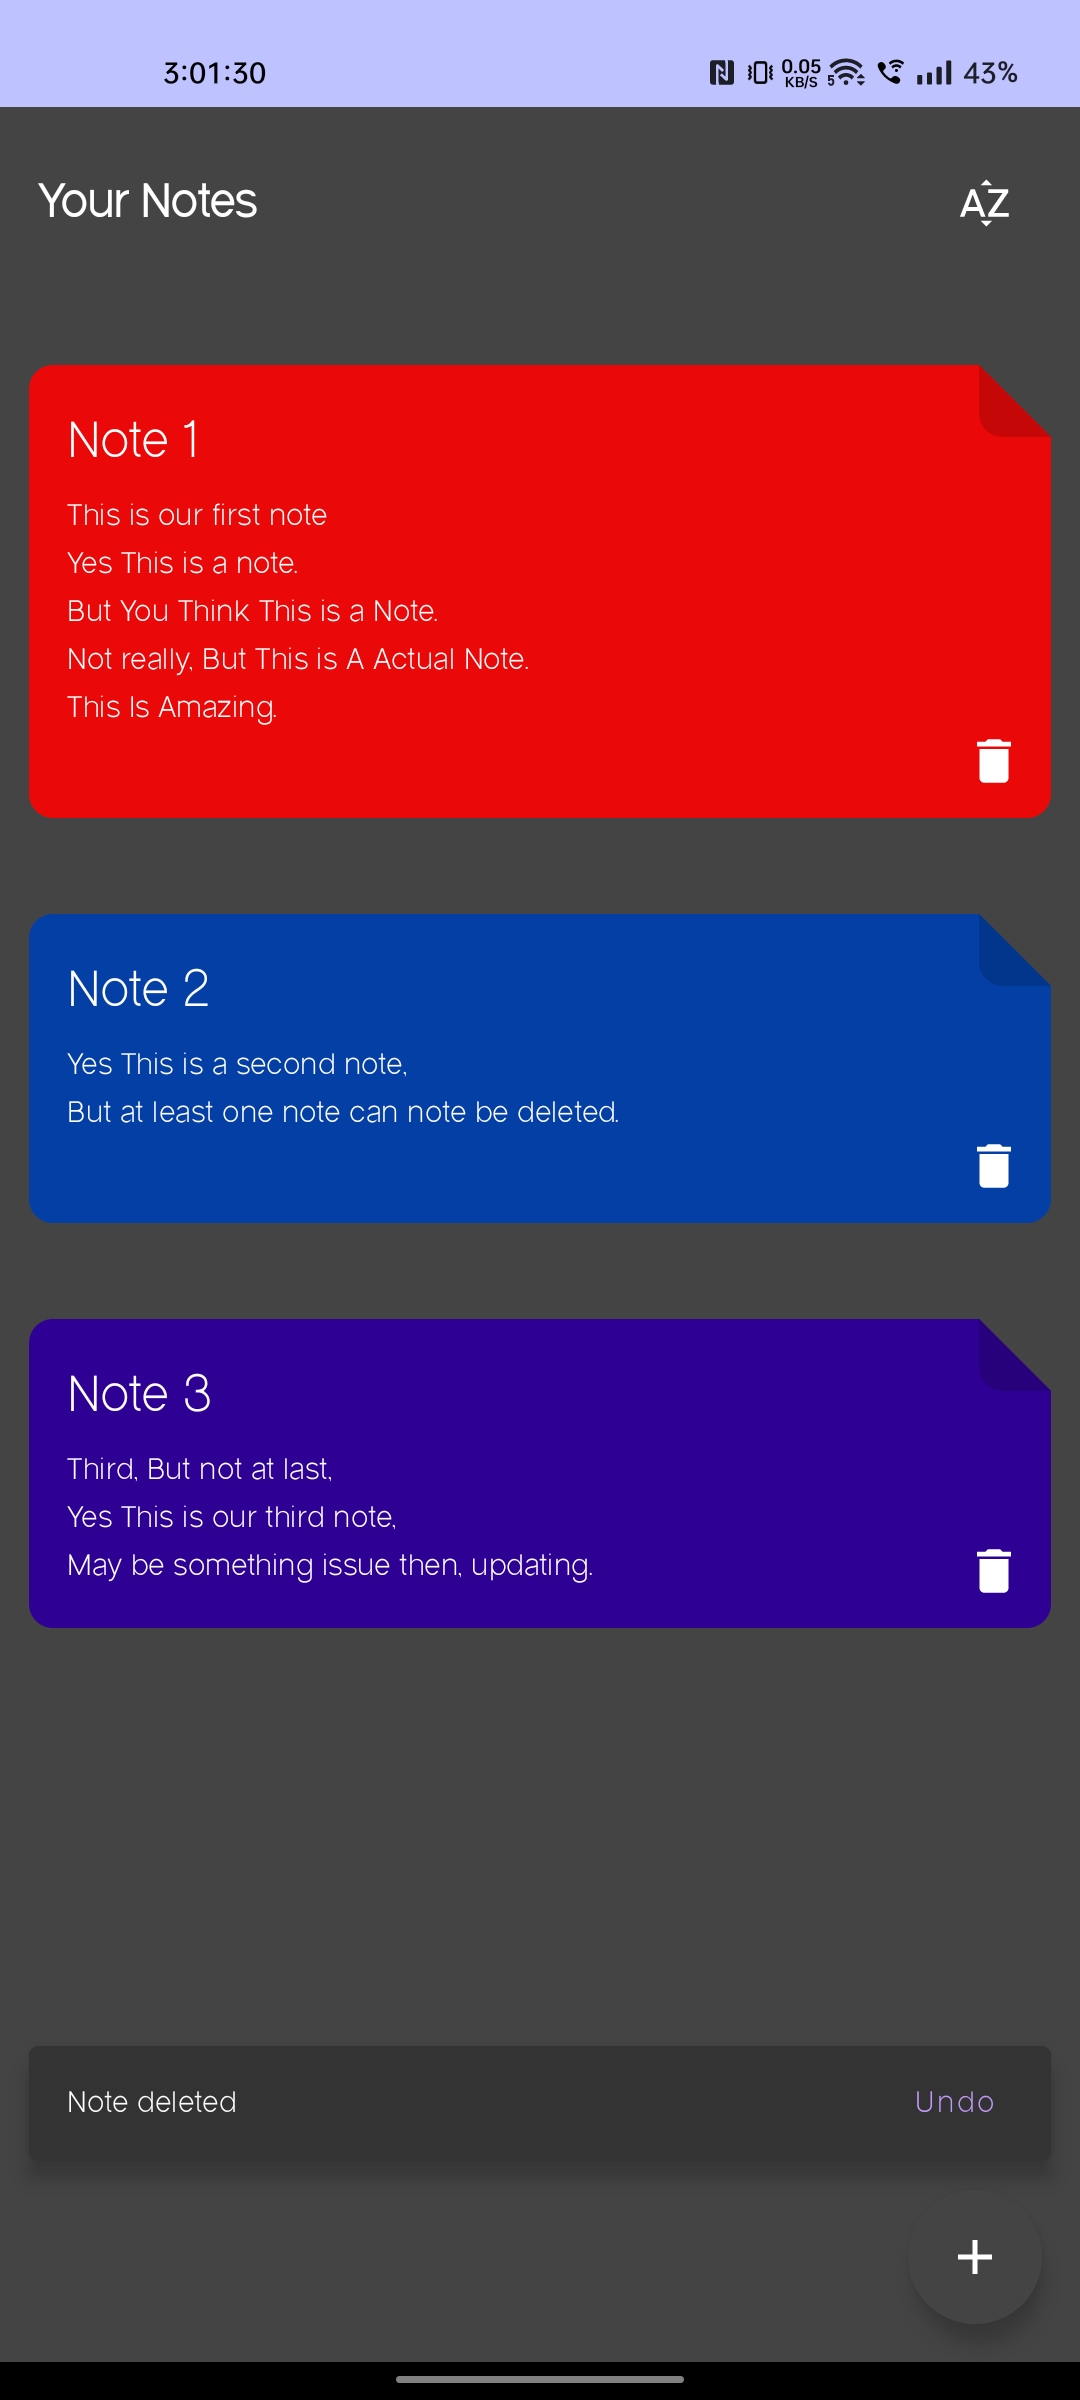 3:01:30
0.05 KB/S 5 43%
Your Notes
AZ
Note 1
This is our first note
Yes This is a note.
But You Think This is a Note.
Not really, But This is A Actual Note.
This Is Amazing.
Note 2
Yes This is a second note,
But at least one note can note be deleted.
Note 3
Third, But not at last,
Yes This is our third note,
May be something issue then, updating.
Note deleted
Undo